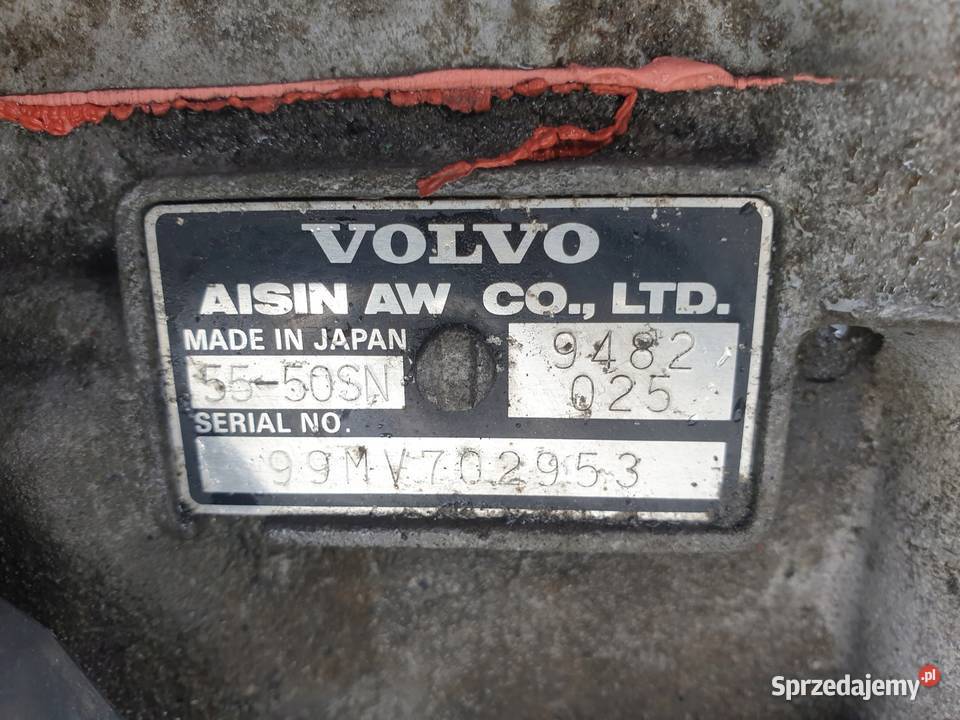 VOLVO
AISIN AW CO., LTD.
MADE IN JAPAN
55-50SN
9482
025
SERIAL NO.
99MV702953
Sprzedajemy.pl